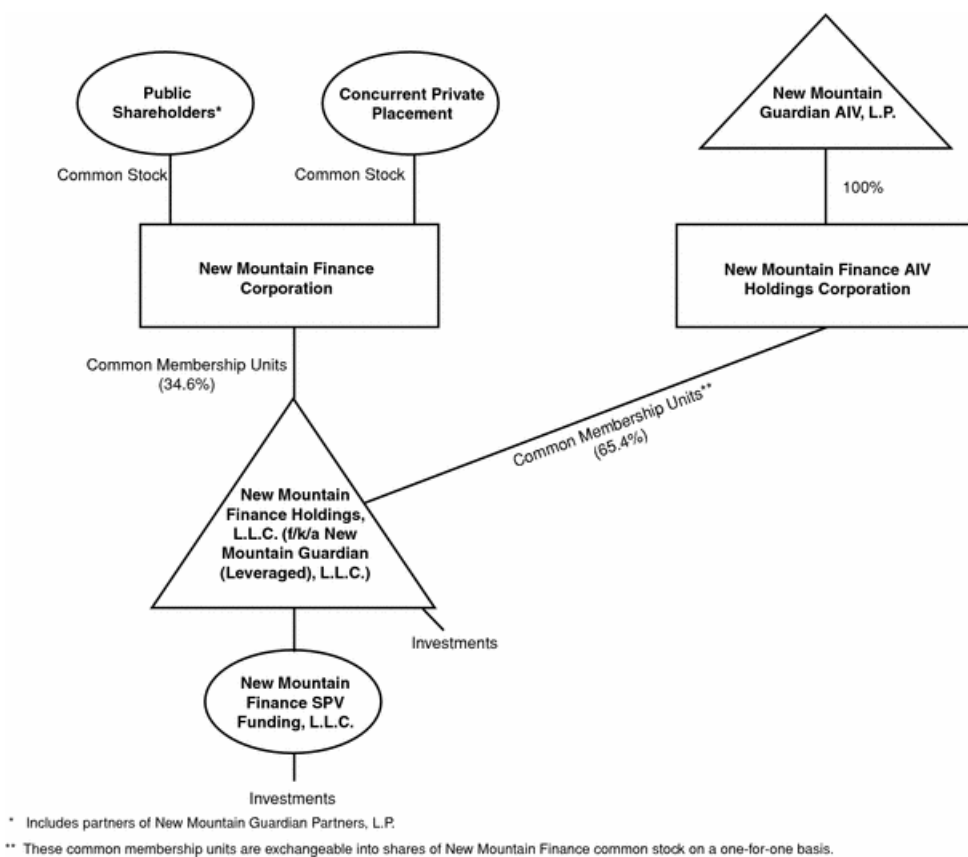 Public
Shareholders*
Concurrent Private
Placement
New Mountain
Guardian AIV, L.P.
Common Stock
Common Stock
100%
New Mountain Finance
Corporation
New Mountain Finance AIV
Holdings Corporation
Common Membership Units
(34.6%)
Common Membership Units**
(65.4%)
New Mountain
Finance Holdings,
L.L.C. (f/k/a New
Mountain Guardian
(Leveraged), L.L.C.)
Investments
New Mountain
Finance SPV
Funding, L.L.C.
Investments
* Includes partners of New Mountain Guardian Partners, L.P.
** These common membership units are exchangeable into shares of New Mountain Finance common stock on a one-for-one basis.